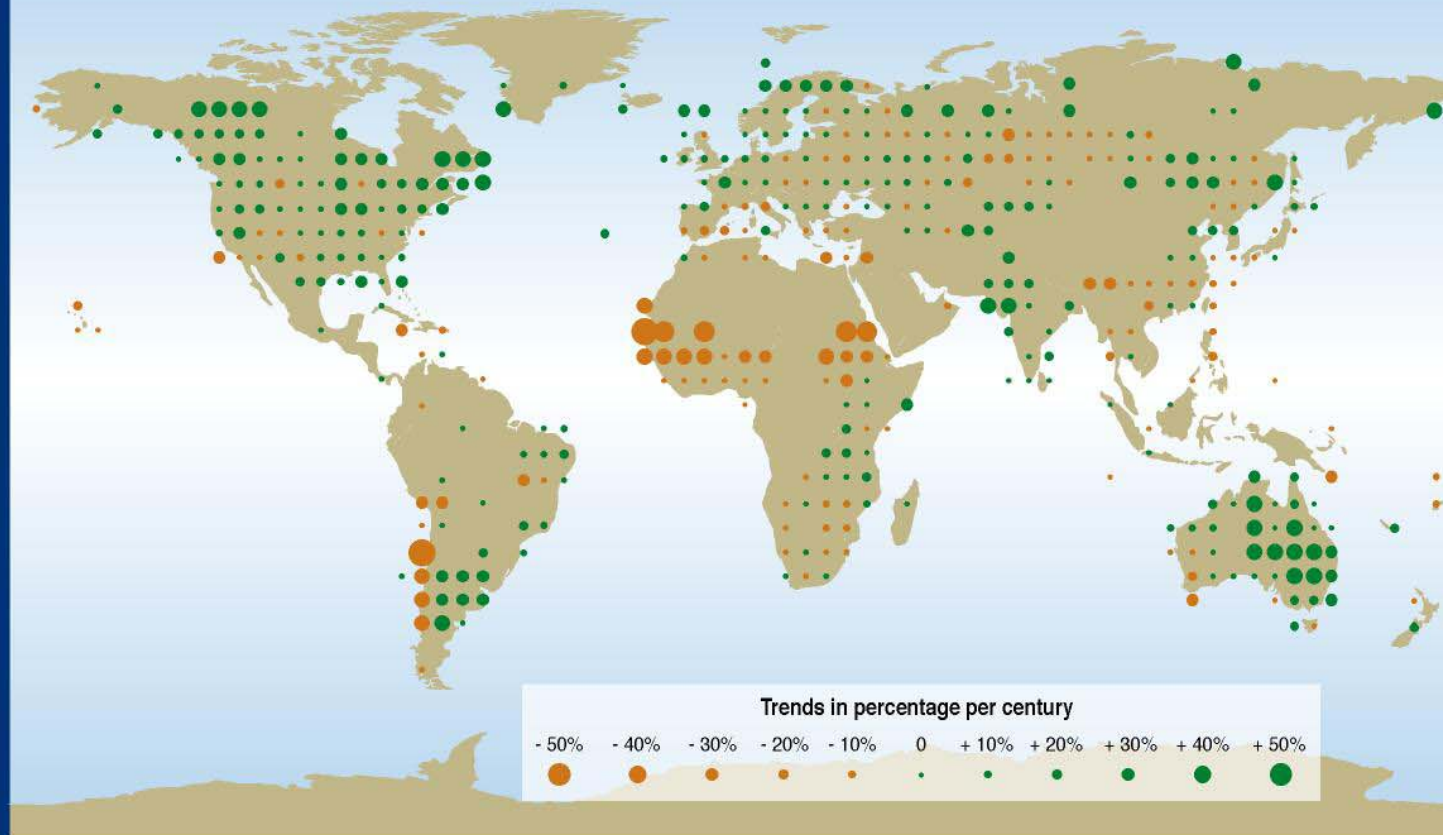 Trends in percentage per century
- 50% - 40% - 30% - 20% - 10% 0 + 10% + 20% + 30% + 40% + 50%